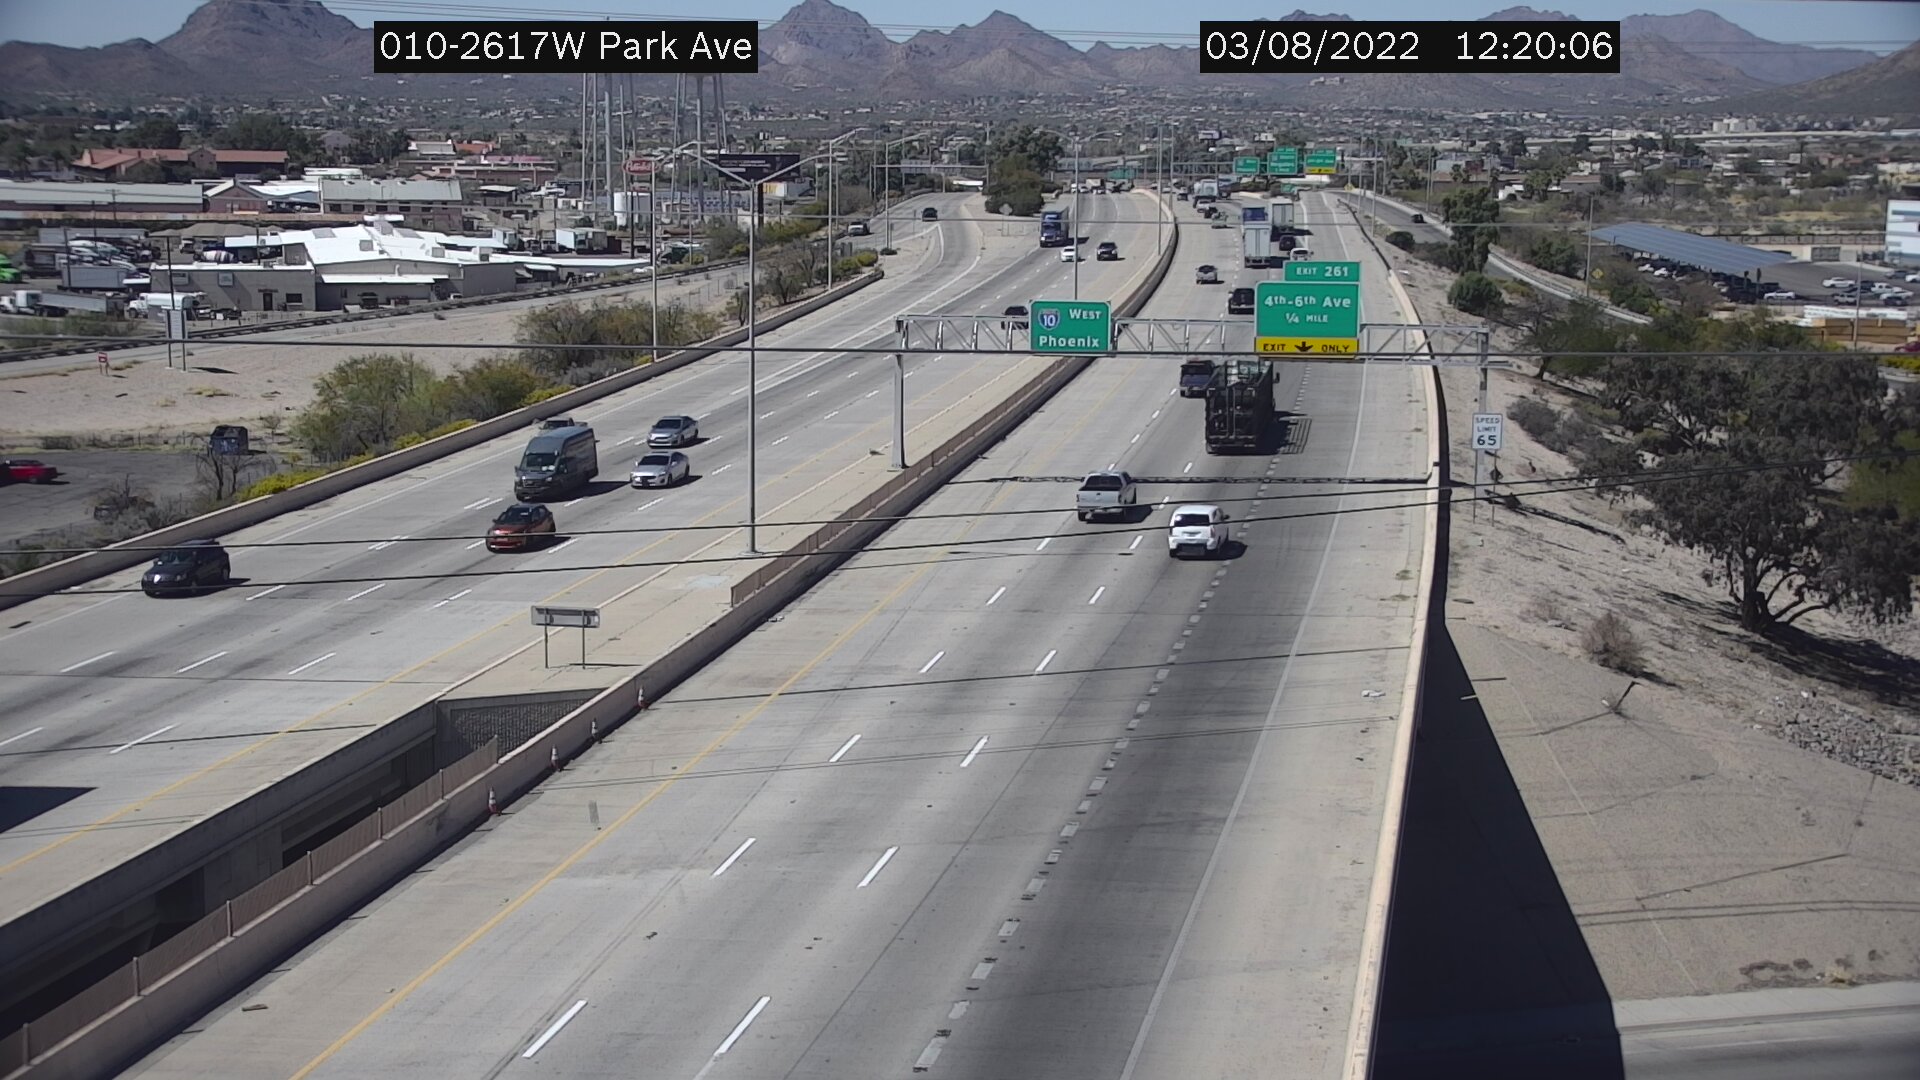 010-2617W Park Ave
03/08/2022 12:20:06
EXIT 261
4th-6th Ave
1/4 MILE
EXIT ONLY
10 WEST
Phoenix
SPEED
LIMIT
65